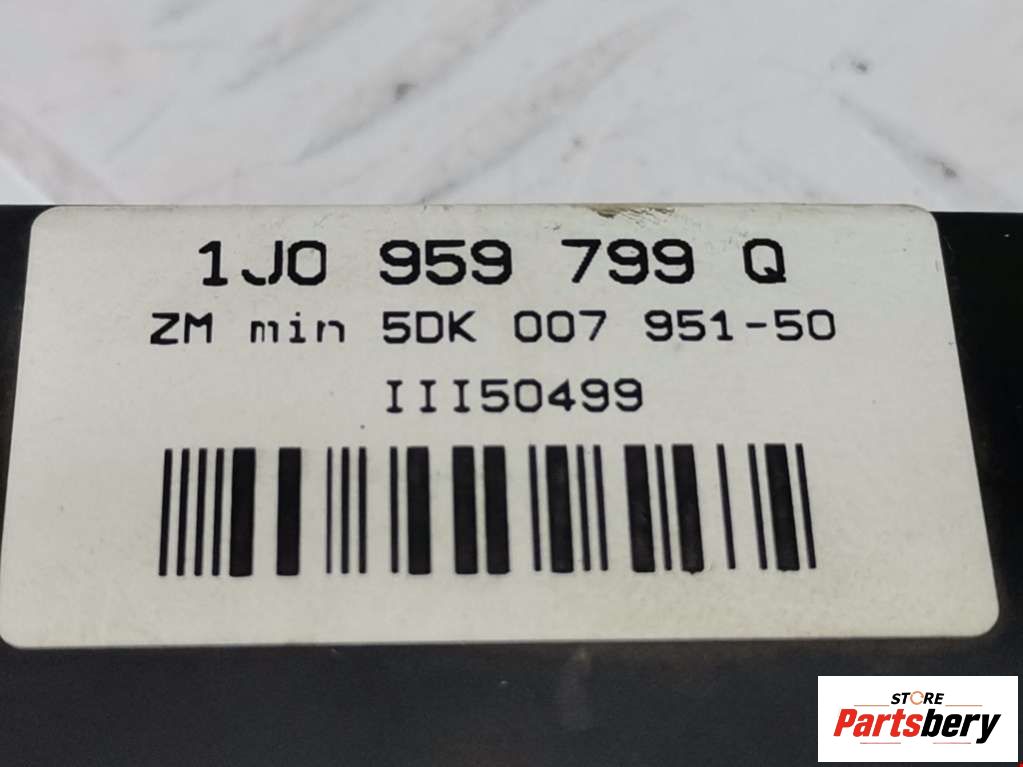 1J0 959 799 Q
ZM min 5DK 007 951-50
III50499
STORE
Partsbery